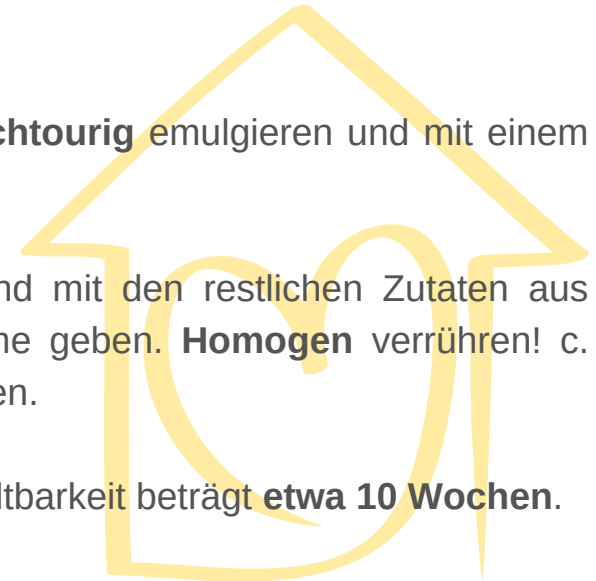 chtourig emulgieren und mit einem
nd mit den restlichen Zutaten aus
ne geben. Homogen verrühren! c.
en.
ltbarkeit beträgt etwa 10 Wochen.